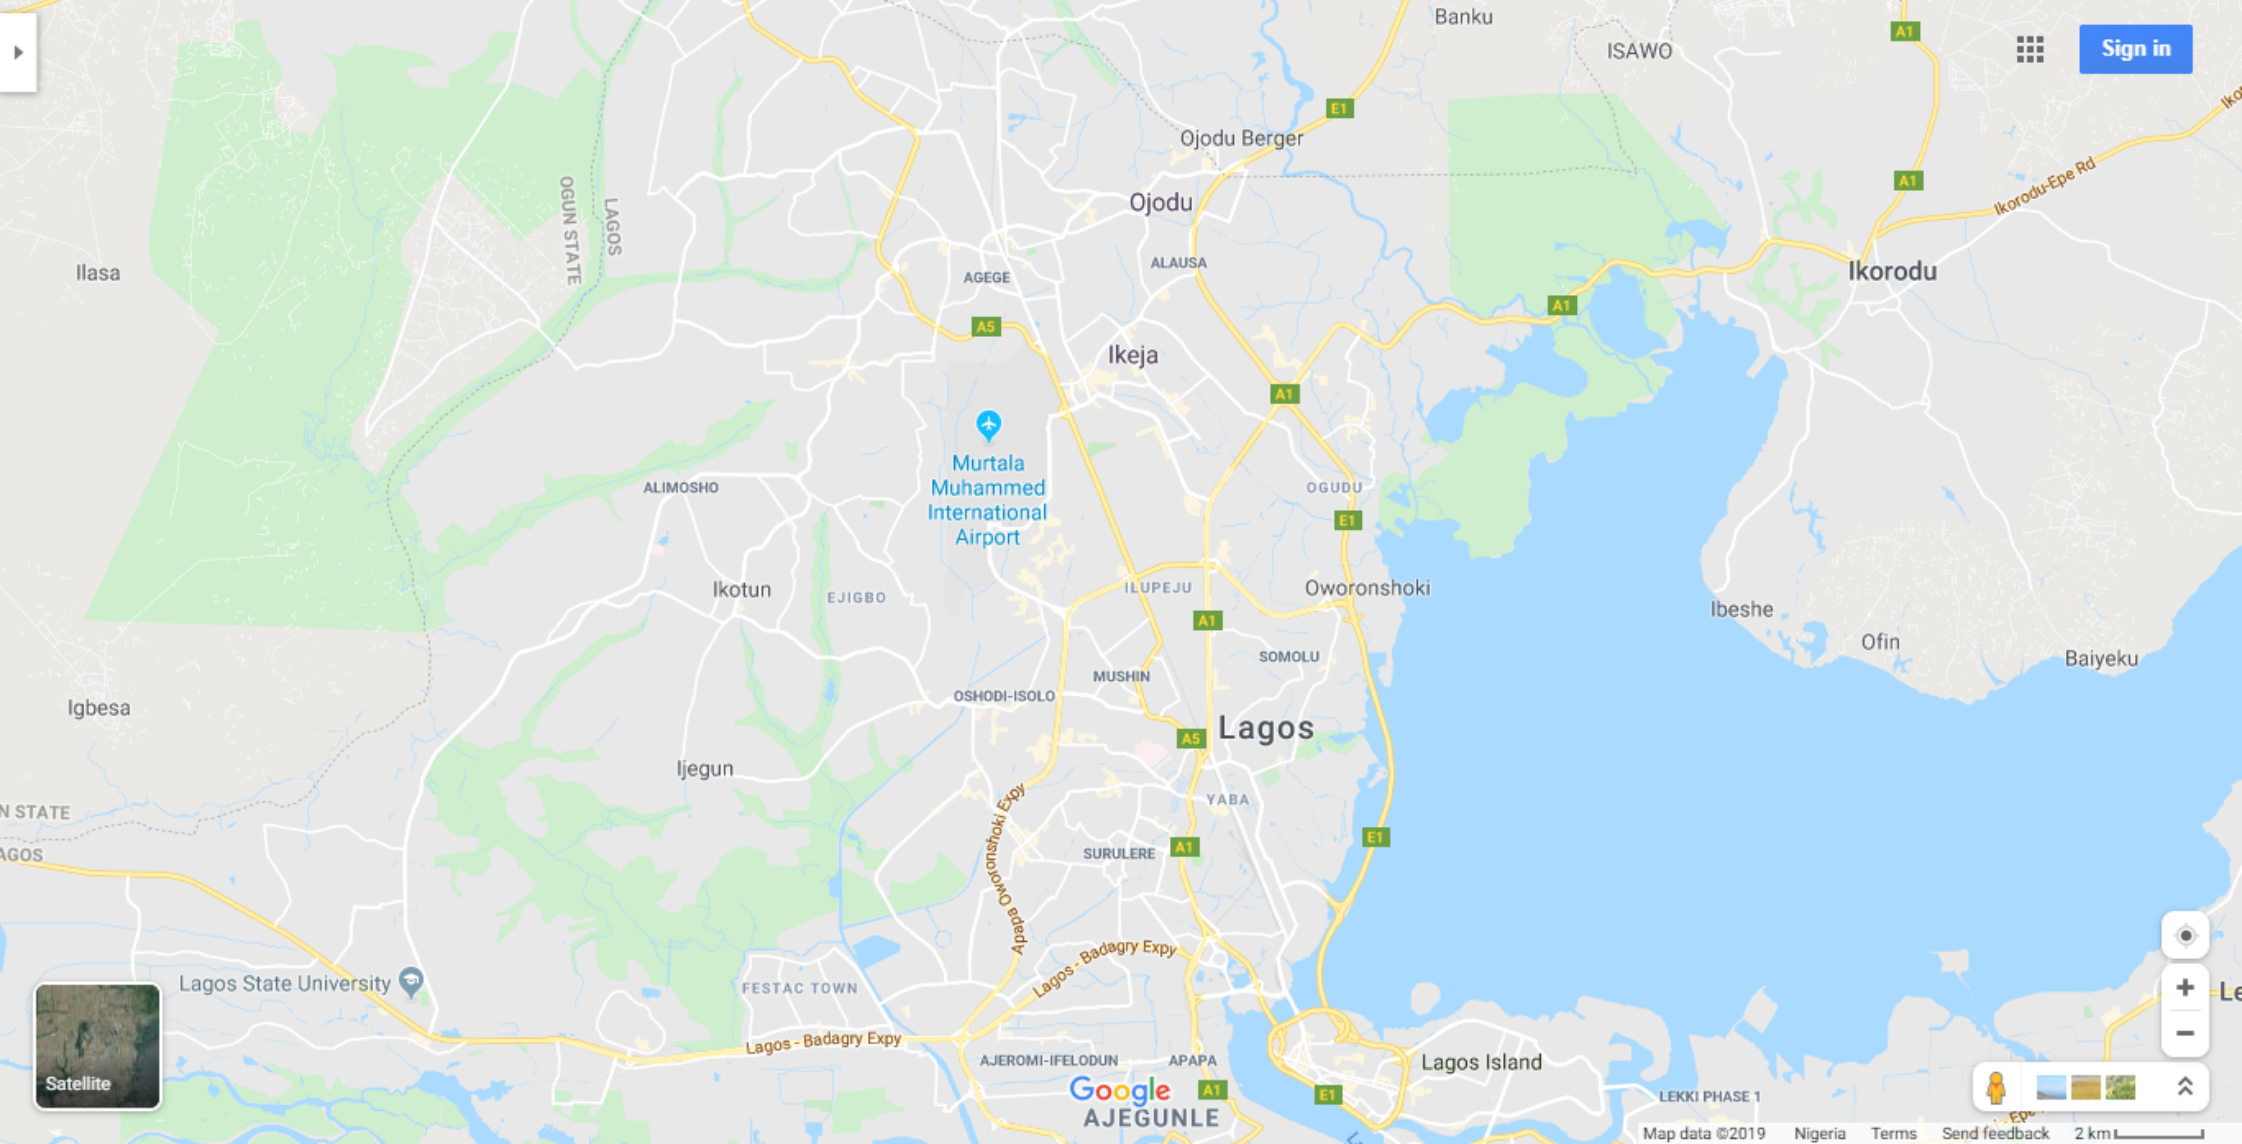 Banku
A1
ISAWO
Sign in
E1
Ojodu Berger
A1
Ikorodu-Epe Rd
OGUN STATE
LAGOS
Ojodu
Ilasa
AGEGE
ALAUSA
Ikorodu
A1
A5
Ikeja
A1
Murtala
Muhammed
International
Airport
ALIMOSHO
OGUDU
E1
Ikotun
EJIGBO
ILUPEJU
Oworonshoki
Ibeshe
A1
Ofin
SOMOLU
Baiyeku
MUSHIN
OSHODI-ISOLO
Igbesa
Lagos
A5
Ijegun
YABA
N STATE
AGOS
Apapa Oworonshoki Expy
E1
SURULERE
A1
Lagos - Badagry Expy
Lagos State University
FESTAC TOWN
Le
Lagos - Badagry Expy
AJEROMI-IFELODUN
APAPA
Lagos Island
Satellite
Google
A1
E1
LEKKI PHASE 1
AJEGUNLE
Map data ©2019 Nigeria Terms Send feedback 2 km